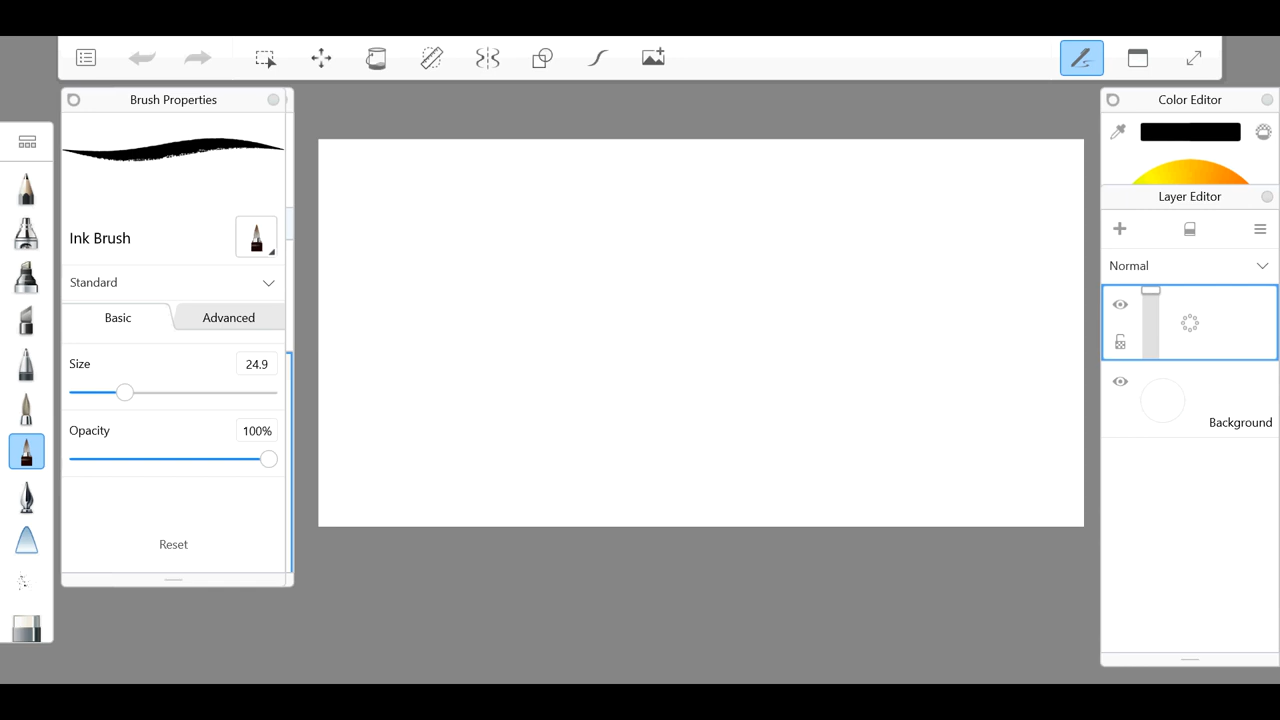 Brush Properties
Ink Brush
Standard
Basic
Advanced
Size
24.9
Opacity
100%
Reset
Color Editor
Layer Editor
Normal
Background